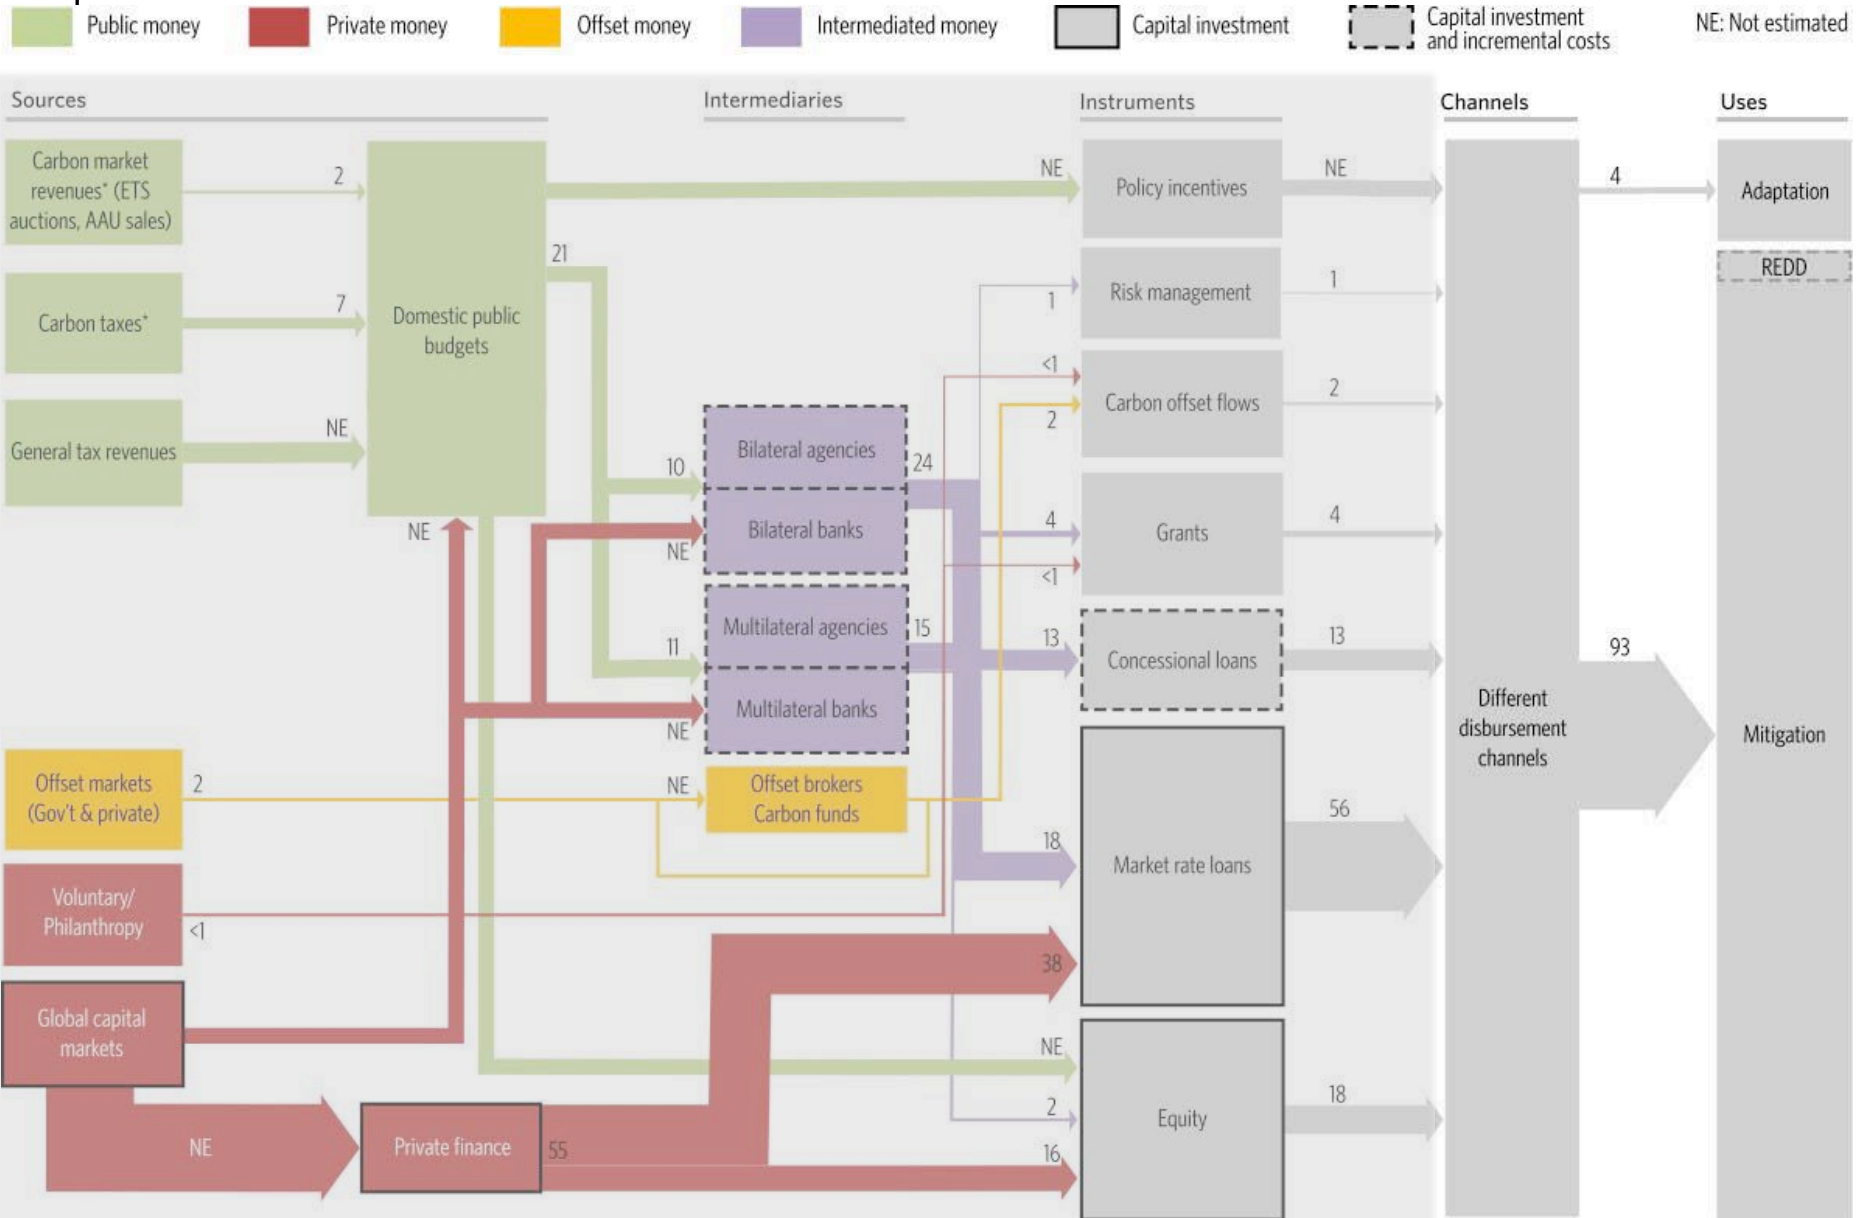 Public money
Private money
Offset money
Intermediated money
Capital investment
Capital investment
and incremental costs
NE: Not estimated
Sources
Intermediaries
Instruments
Channels
Uses
Carbon market
revenues* (ETS
auctions, AAU sales)
2
Carbon taxes*
7
General tax revenues
NE
Domestic public
budgets
21
NE
NE
10
11
NE
NE
Bilateral agencies
Bilateral banks
24
Multilateral agencies
Multilateral banks
15
Offset markets
(Gov't & private)
2
NE
Offset brokers
Carbon funds
Voluntary/
Philanthropy
<1
Global capital
markets
NE
Private finance
55
Policy incentives
NE
1
Risk management
1
<1
2
Carbon offset flows
2
4
<1
Grants
4
13
Concessional loans
13
18
38
Market rate loans
56
NE
2
16
Equity
18
Different
disbursement
channels
4
93
Adaptation
REDD
Mitigation